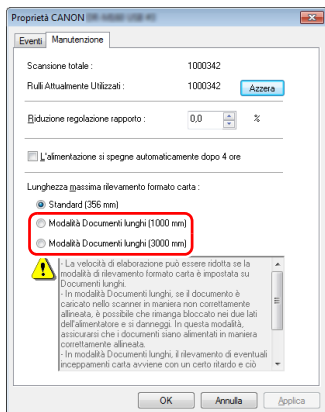 Proprietà CANON
Eventi Manutenzione
Scansione totale : 1000342
Rulli Attualmente Utilizzati : 1000342 Azzera
Riduzione regolazione rapporto : 0,0 %
L'alimentazione si spegne automaticamente dopo 4 ore
Lunghezza massima rilevamento formato carta :
Standard (356 mm)
Modalità Documenti lunghi (1000 mm)
Modalità Documenti lunghi (3000 mm)
- La velocità di elaborazione può essere ridotta se la
modalità di rilevamento formato carta è impostata su
Documenti lunghi.
- In modalità Documenti lunghi, se il documento è
caricato nello scanner in maniera non correttamente
allineata, è possibile che rimanga bloccato nei due lati
dell'alimentatore e si danneggi. In questa modalità,
assicurarsi che i documenti siano alimentati in maniera
correttamente allineata.
- In modalità Documenti lunghi, il rilevamento di eventuali
inceppamenti carta avviene con un certo ritardo e ciò
OK Annulla Applica